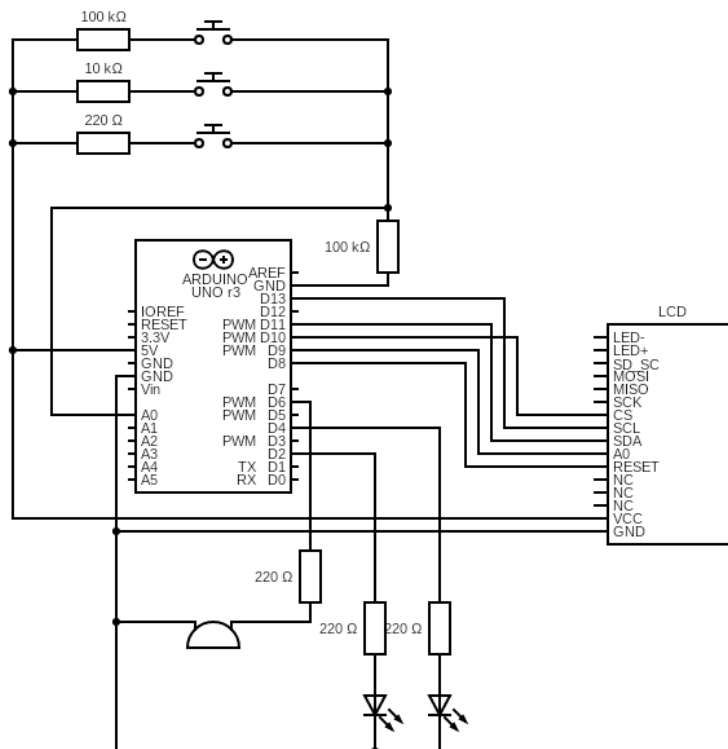 100 kΩ
10 kΩ
220 Ω
100 kΩ
ARDUINO
UNO r3
AREF
GND
D13
IOREF
D12
RESET
PWM D11
3.3V
PWM D10
5V
PWM D9
GND
D8
GND
Vin
D7
PWM D6
A0
PWM D5
A1
D4
A2
PWM D3
A3
D2
A4
TX D1
A5
RX D0
LCD
LED-
LED+
SD_SC
MOSI
MISO
SCK
CS
SCL
SDA
A0
RESET
NC
NC
NC
VCC
GND
220 Ω
220 Ω
220 Ω